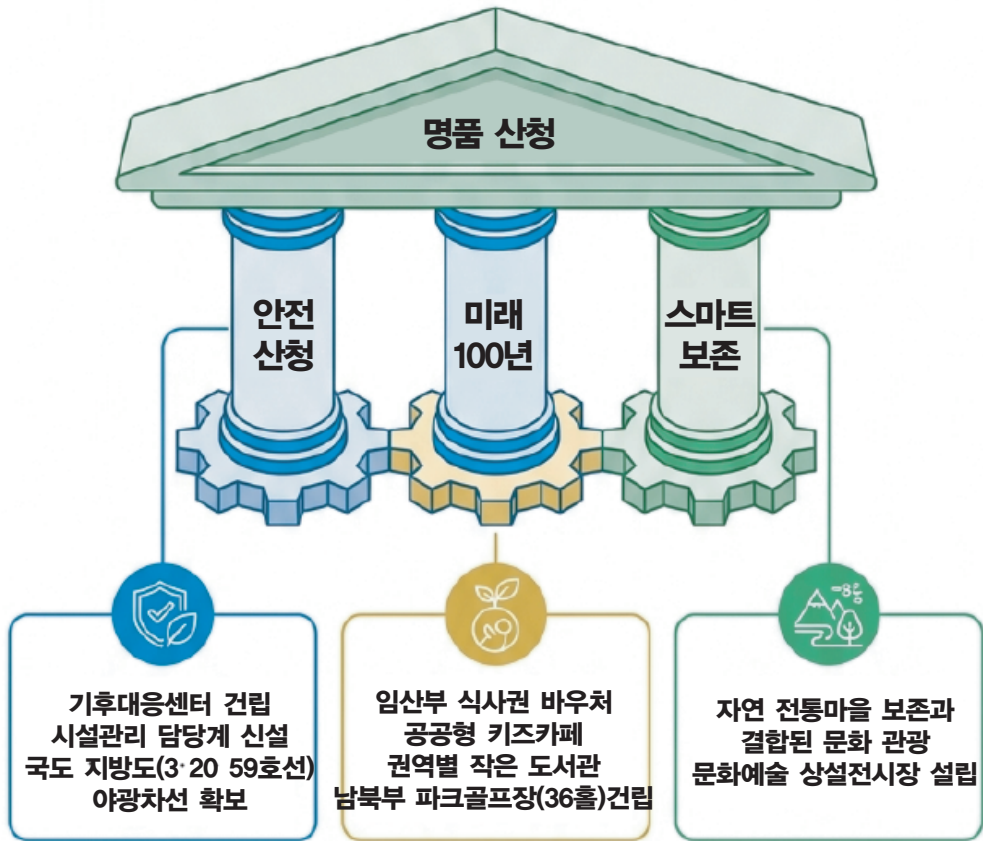 명품 산청
안전
산청
미래
100년
스마트
보존
기후대응센터 건립
시설관리 담당계 신설
국도 지방도(3·20 59호선)
야광차선 확보
임산부 식사권 바우처
공공형 키즈카페
권역별 작은 도서관
남북부 파크골프장(36홀)건립
자연 전통마을 보존과
결합된 문화 관광
문화예술 상설전시장 설립